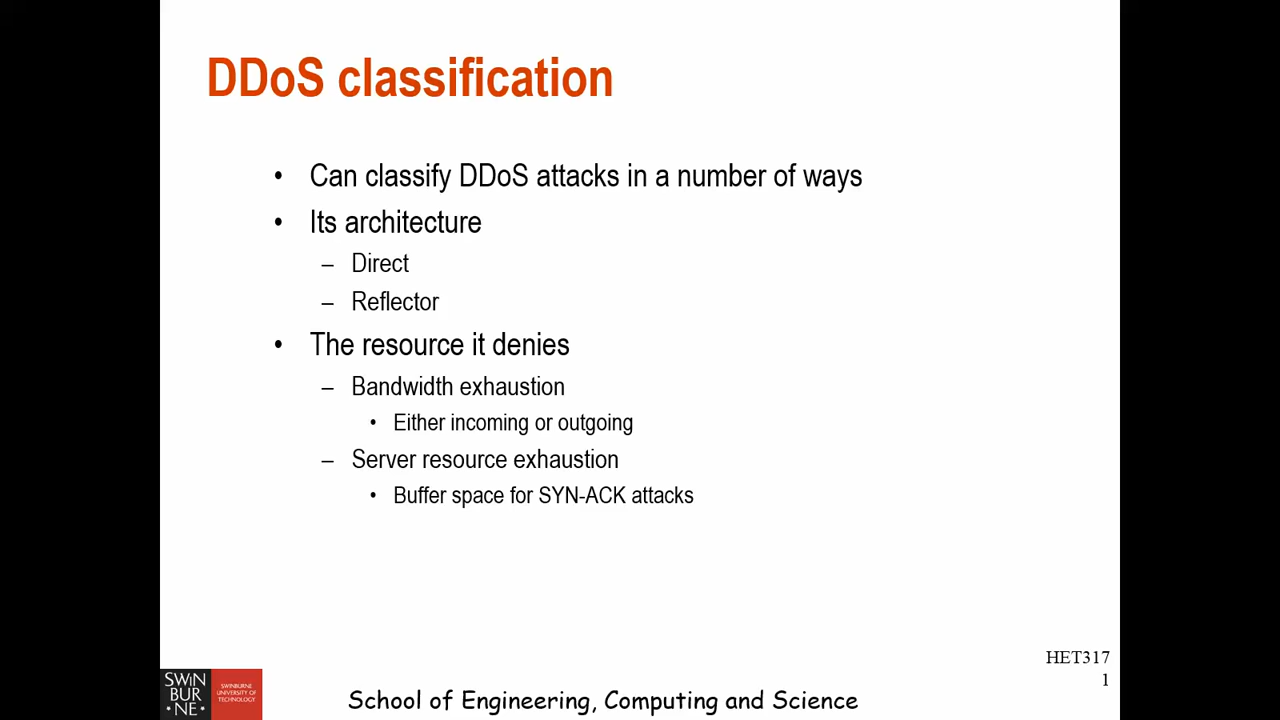 DDoS classification
• Can classify DDoS attacks in a number of ways
• Its architecture
– Direct
– Reflector
• The resource it denies
– Bandwidth exhaustion
• Either incoming or outgoing
– Server resource exhaustion
• Buffer space for SYN-ACK attacks
HET317
1
SWiN
BUR
NE
SWINBURNE
UNIVERSITY OF
TECHNOLOGY
School of Engineering, Computing and Science